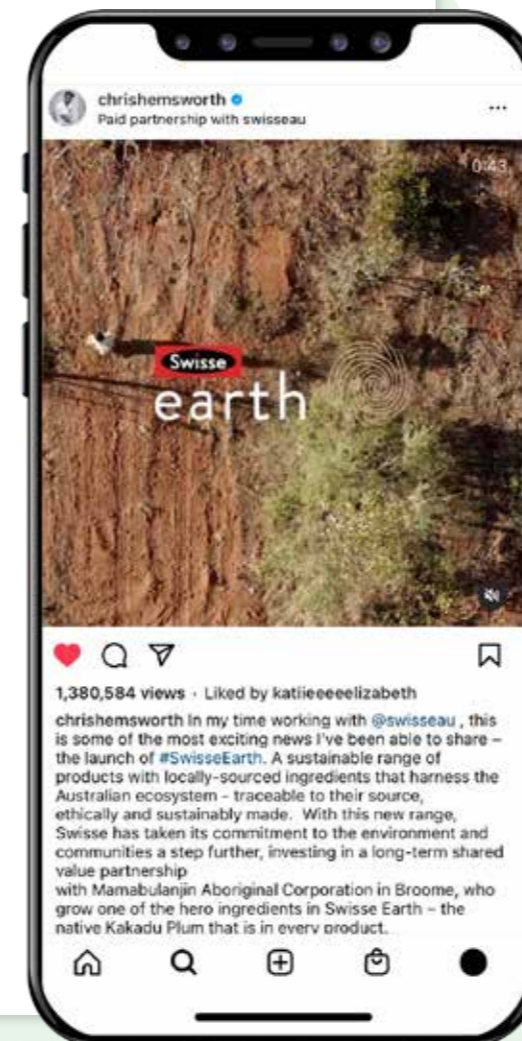 chrishemsworth
Paid partnership with swisseau
0:43
Swisse
earth
1,380,584 views · Liked by katiieeeeelizabeth
chrishemsworth In my time working with @swisseau , this
is some of the most exciting news I've been able to share –
the launch of #SwisseEarth. A sustainable range of
products with locally-sourced ingredients that harness the
Australian ecosystem – traceable to their source,
ethically and sustainably made.  With this new range,
Swisse has taken its commitment to the environment and
communities a step further, investing in a long-term shared
value partnership
with Mamabulanjin Aboriginal Corporation in Broome, who
grow one of the hero ingredients in Swisse Earth – the
native Kakadu Plum that is in every product.